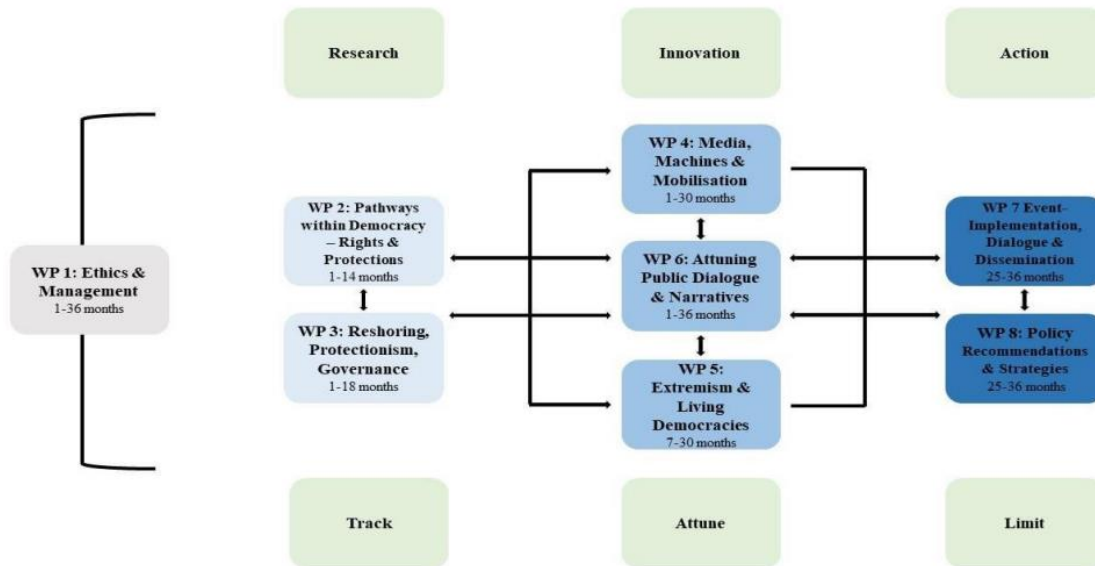 Research
Innovation
Action
WP 1: Ethics &
Management
1-36 months
WP 2: Pathways
within Democracy
– Rights &
Protections
1-14 months
WP 3: Reshoring,
Protectionism,
Governance
1-18 months
WP 4: Media,
Machines &
Mobilisation
1-30 months
WP 6: Attuning
Public Dialogue
& Narratives
1-36 months
WP 5:
Extremism &
Living
Democracies
7-30 months
WP 7 Event-
Implementation,
Dialogue &
Dissemination
25-36 months
WP 8: Policy
Recommendations
& Strategies
25-36 months
Track
Attune
Limit